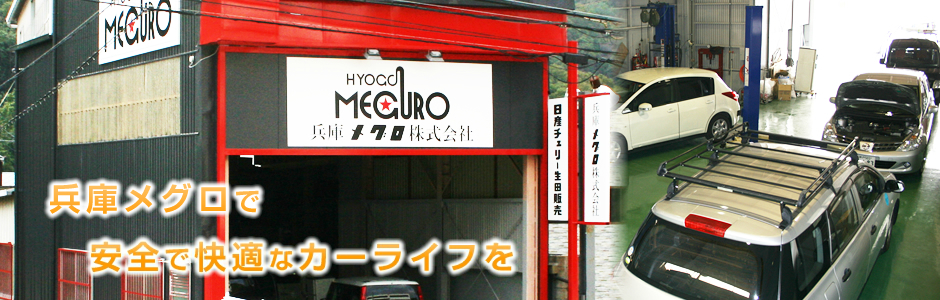 HYOGO
MEGURO
HYOGO
MEGURO
兵庫 メグロ 株式会社
日産チェリー生田販売
兵庫 メグロ 株式会社
兵庫メグロで
安全で快適なカーライフを